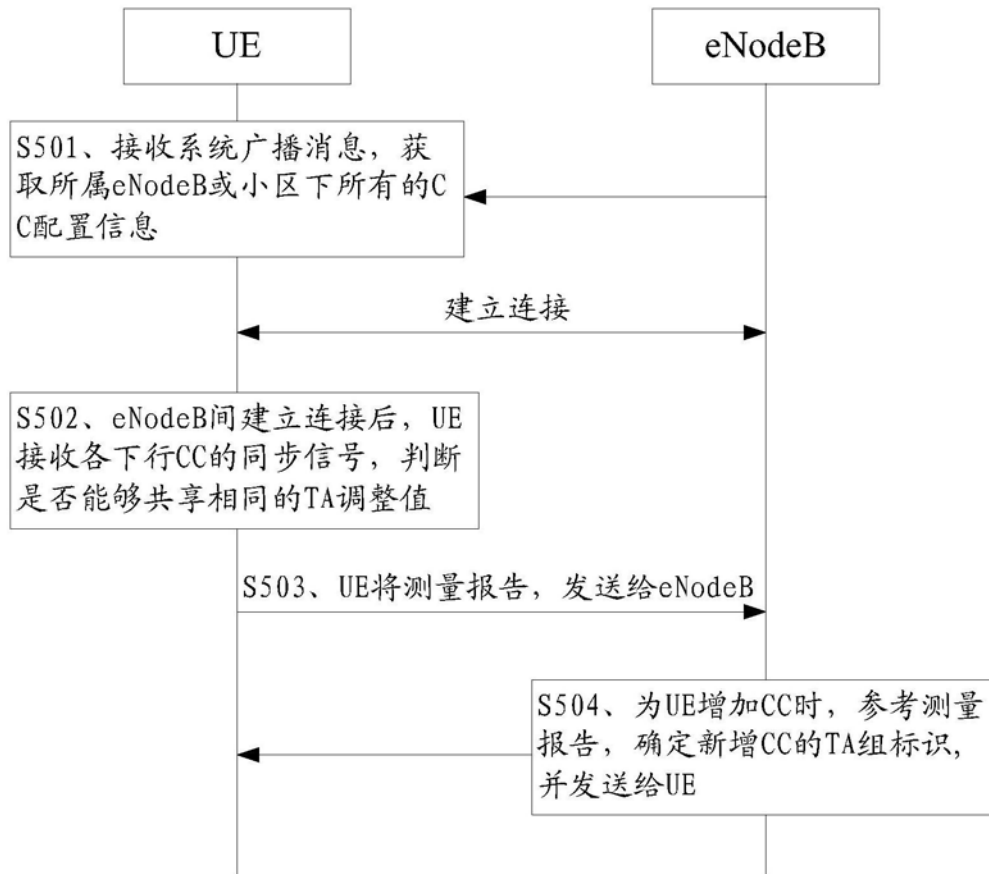 UE
eNodeB
S501、接收系统广播消息，获
取所属eNodeB或小区下所有的C
C配置信息
建立连接
S502、eNodeB间建立连接后，UE
接收各下行CC的同步信号，判断
是否能够共享相同的TA调整值
S503、UE将测量报告，发送给eNodeB
S504、为UE增加CC时，参考测量
报告，确定新增CC的TA组标识，
并发送给UE